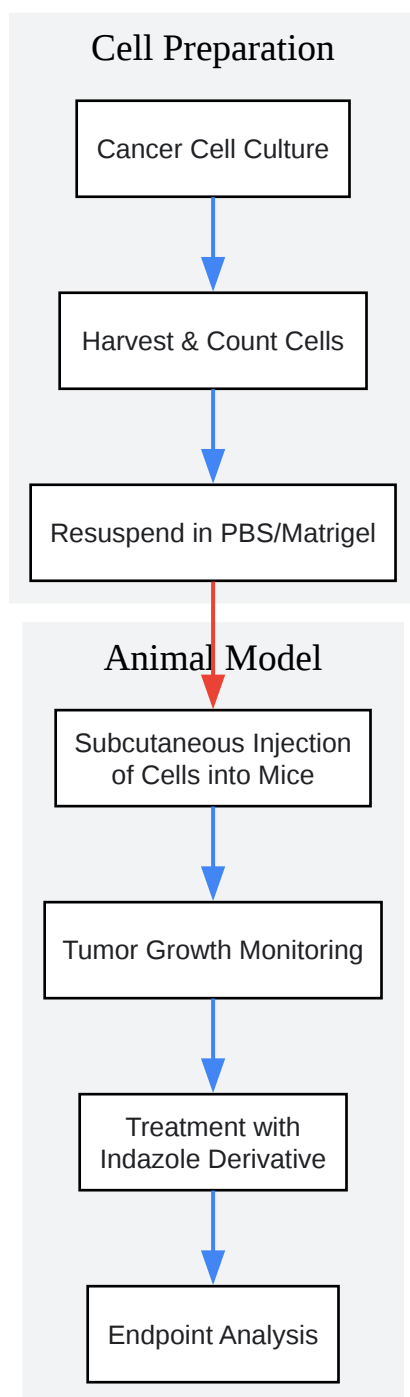 Cell Preparation
Cancer Cell Culture
Harvest & Count Cells
Resuspend in PBS/Matrigel
Animal Model
Subcutaneous Injection
of Cells into Mice
Tumor Growth Monitoring
Treatment with
Indazole Derivative
Endpoint Analysis